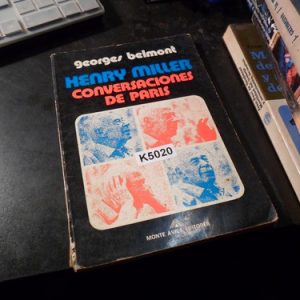 georges belmont
HENRY MILLER
CONVERSACIONES
DE PARIS
K5020
MONTE AVILA EDITORES